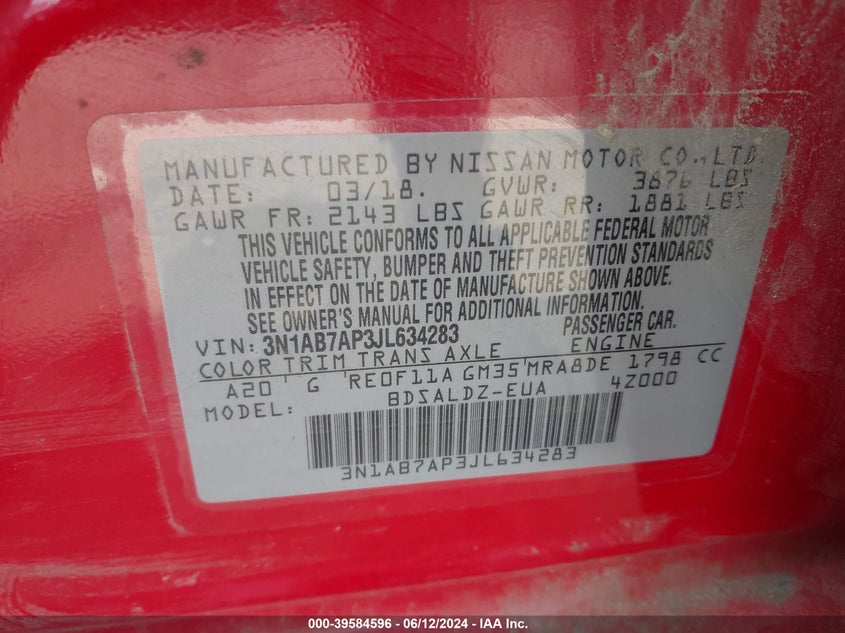 MANUFACTURED BY NISSAN MOTOR CO.,LTD.
DATE: 03/18. GVWR: 3876 LBS
GAWR FR: 2143 LBS GAWR RR: 1881 LBS
THIS VEHICLE CONFORMS TO ALL APPLICABLE FEDERAL MOTOR
VEHICLE SAFETY, BUMPER AND THEFT PREVENTION STANDARDS
IN EFFECT ON THE DATE OF MANUFACTURE SHOWN ABOVE.
SEE OWNER'S MANUAL FOR ADDITIONAL INFORMATION.
VIN: 3N1AB7AP3JL634283 PASSENGER CAR.
COLOR TRIM TRANS AXLE ENGINE
A20 G RE0F11A GM35 MRA8DE 1798 CC
MODEL: BDSALDZ-EUA 4Z000
3N1AB7AP3JL634283
000-39584596 - 06/12/2024 - IAA Inc.